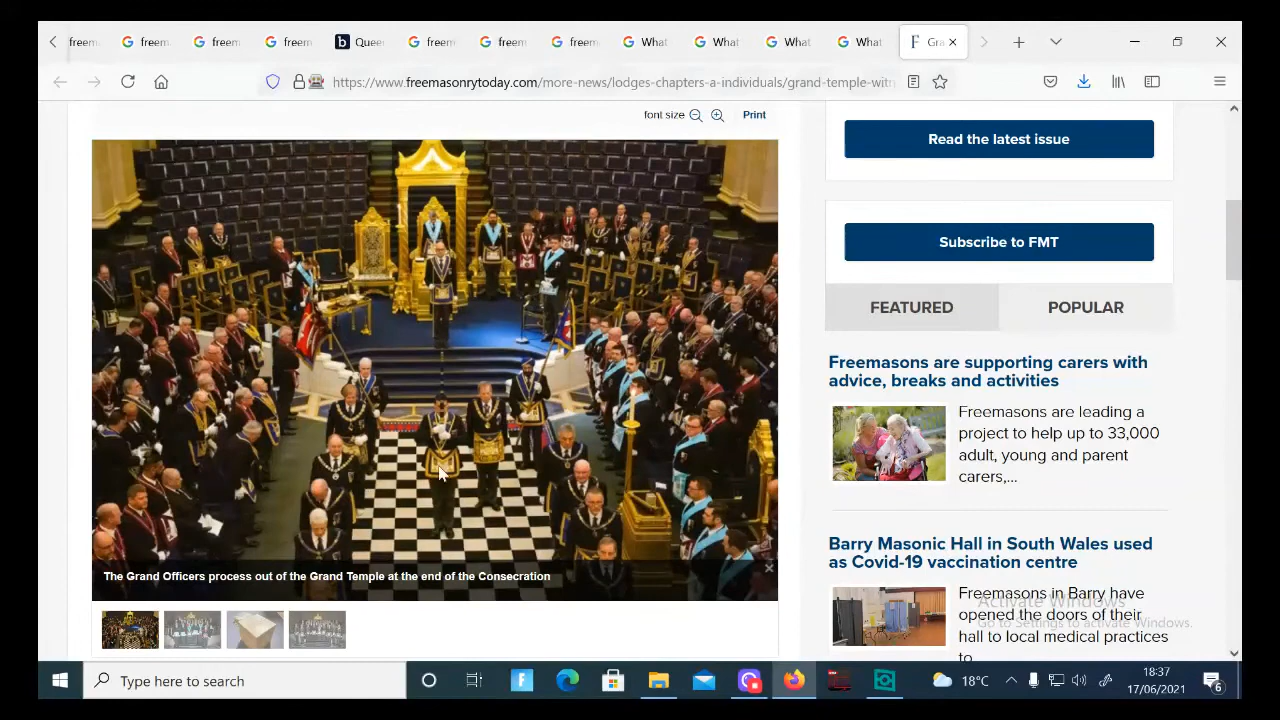 freem
freem
freem
freem
Quee
freem
freem
freem
What
What
What
What
Gra
https://www.freemasonrytoday.com/more-news/lodges-chapters-a-individuals/grand-temple-witn
font size
Print
Read the latest issue
Subscribe to FMT
FEATURED
POPULAR
Freemasons are supporting carers with
advice, breaks and activities
Freemasons are leading a
project to help up to 33,000
adult, young and parent
carers,...
Barry Masonic Hall in South Wales used
as Covid-19 vaccination centre
Freemasons in Barry have
opened the doors of their
hall to local medical practices
to
The Grand Officers process out of the Grand Temple at the end of the Consecration
Activate Windows
Go to Settings to activate Windows.
Type here to search
18°C
18:37
17/06/2021
6